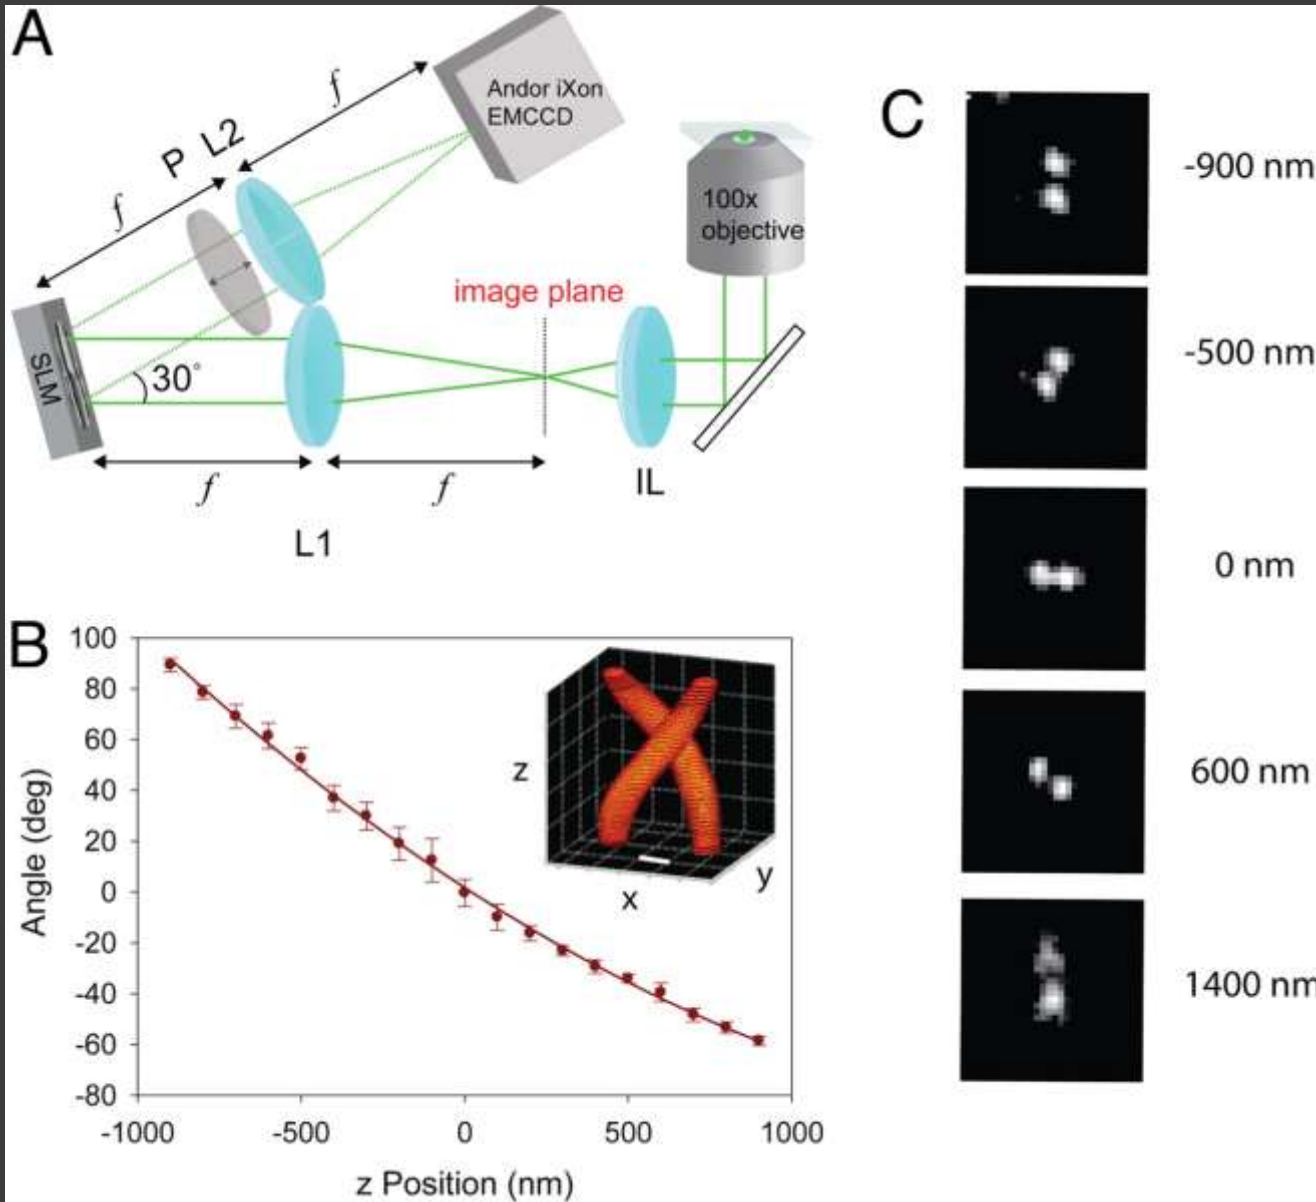 A
f
Andor iXon
EMCCD
P L2
f
100x
objective
image plane
SLM
30°
f
f
IL
L1
B
100
80
60
40
20
0
-20
-40
-60
-80
Angle (deg)
-1000
-500
0
500
1000
z Position (nm)
z
x
y
C
-900 nm
-500 nm
0 nm
600 nm
1400 nm